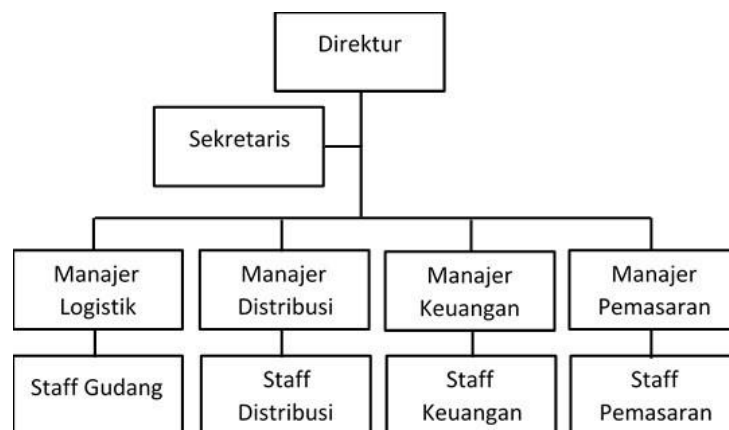 Direktur
Sekretaris
Manajer
Logistik
Manajer
Distribusi
Manajer
Keuangan
Manajer
Pemasaran
Staff Gudang
Staff
Distribusi
Staff
Keuangan
Staff
Pemasaran